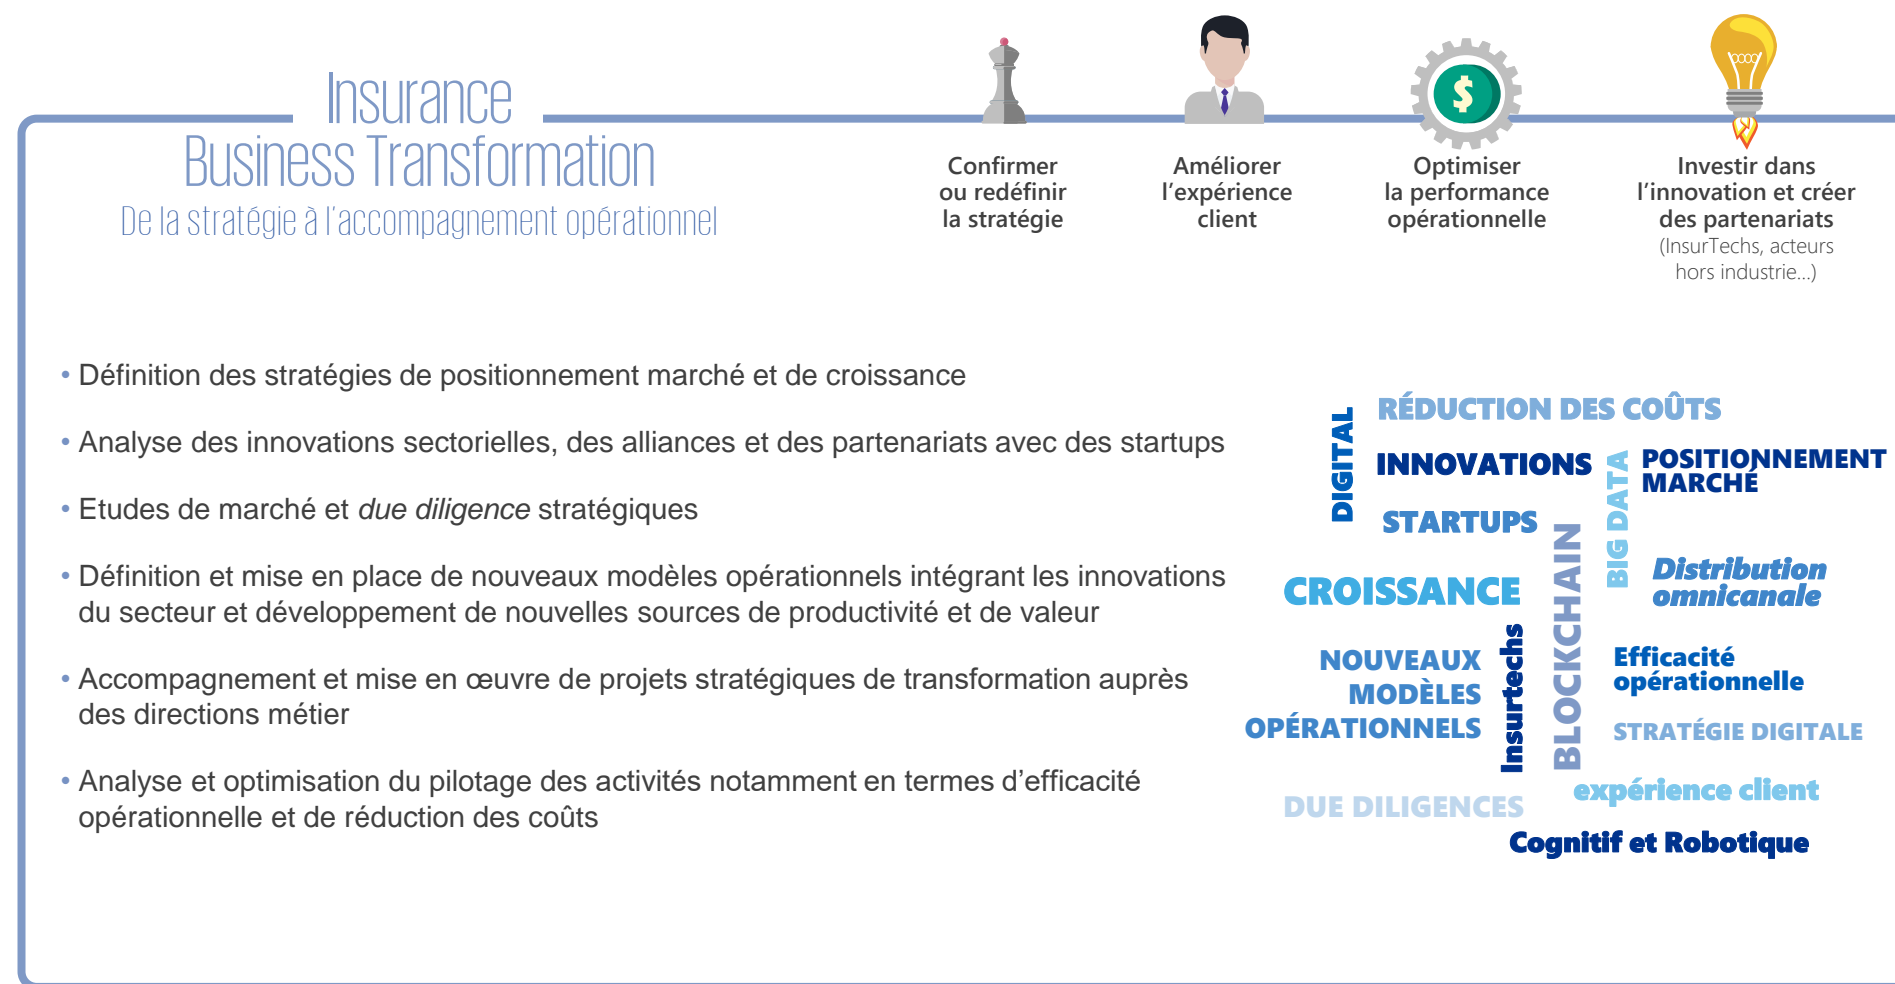 Insurance
Business Transformation
De la stratégie à l'accompagnement opérationnel
$
Confirmer
ou redéfinir
la stratégie
Améliorer
l'expérience
client
Optimiser
la performance
opérationnelle
Investir dans
l'innovation et créer
des partenariats
(InsurTechs, acteurs
hors industrie...)
• Définition des stratégies de positionnement marché et de croissance
• Analyse des innovations sectorielles, des alliances et des partenariats avec des startups
• Etudes de marché et due diligence stratégiques
• Définition et mise en place de nouveaux modèles opérationnels intégrant les innovations
du secteur et développement de nouvelles sources de productivité et de valeur
• Accompagnement et mise en œuvre de projets stratégiques de transformation auprès
des directions métier
• Analyse et optimisation du pilotage des activités notamment en termes d'efficacité
opérationnelle et de réduction des coûts
DIGITAL
RÉDUCTION DES COÛTS
INNOVATIONS
BIG DATA
POSITIONNEMENT
MARCHÉ
STARTUPS
BLOCKCHAIN
Distribution
omnicanale
CROISSANCE
Insurtechs
NOUVEAUX
MODÈLES
OPÉRATIONNELS
Efficacité
opérationnelle
STRATÉGIE DIGITALE
expérience client
DUE DILIGENCES
Cognitif et Robotique